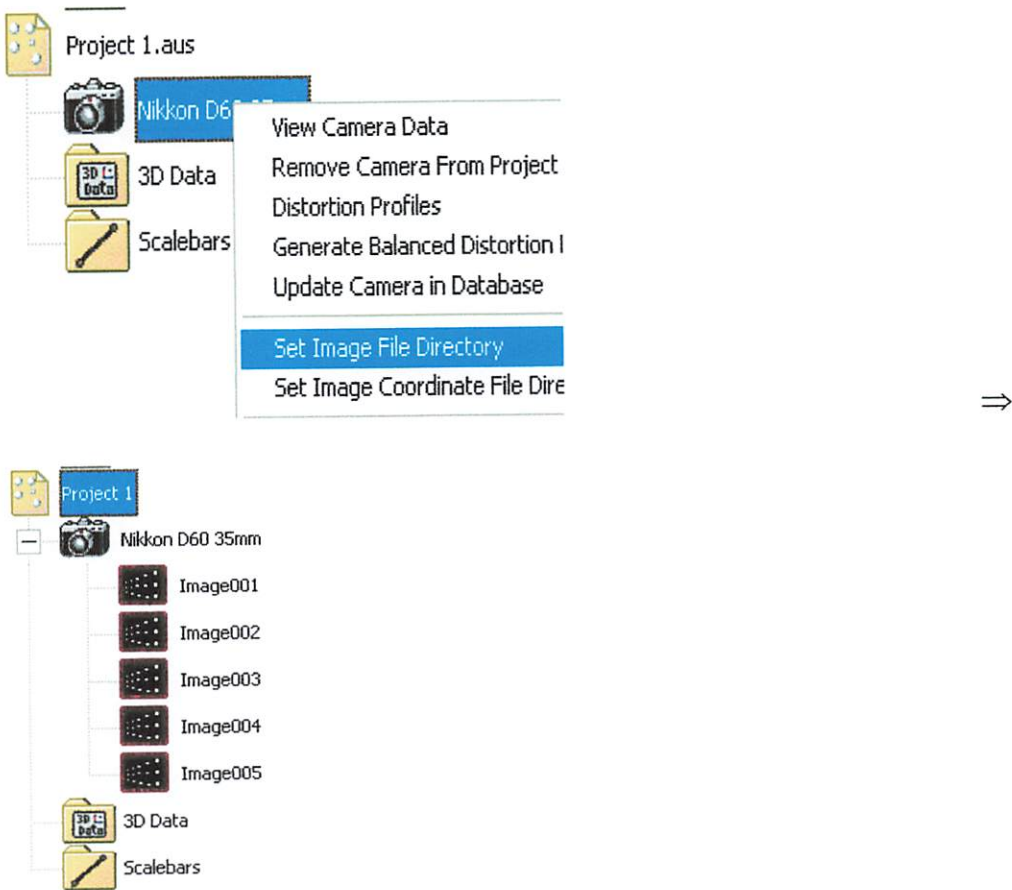 Project 1.aus
Nikkon D60
View Camera Data
3D Data
Remove Camera From Project
Distortion Profiles
Scalebars
Generate Balanced Distortion
Update Camera in Database
Set Image File Directory
Set Image Coordinate File Dire
⇒
Project 1
Nikkon D60 35mm
Image001
Image002
Image003
Image004
Image005
3D Data
Scalebars